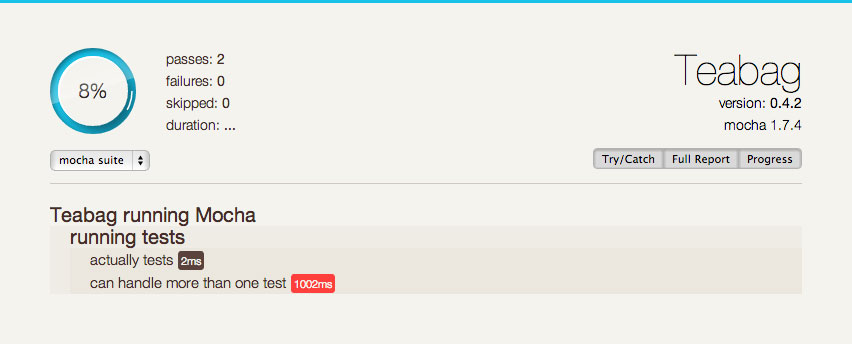 8%
passes: 2
failures: 0
skipped: 0
duration: ...
Teabag
version: 0.4.2
mocha 1.7.4
mocha suite
Try/Catch Full Report Progress
Teabag running Mocha
running tests
actually tests 2ms
can handle more than one test 1002ms